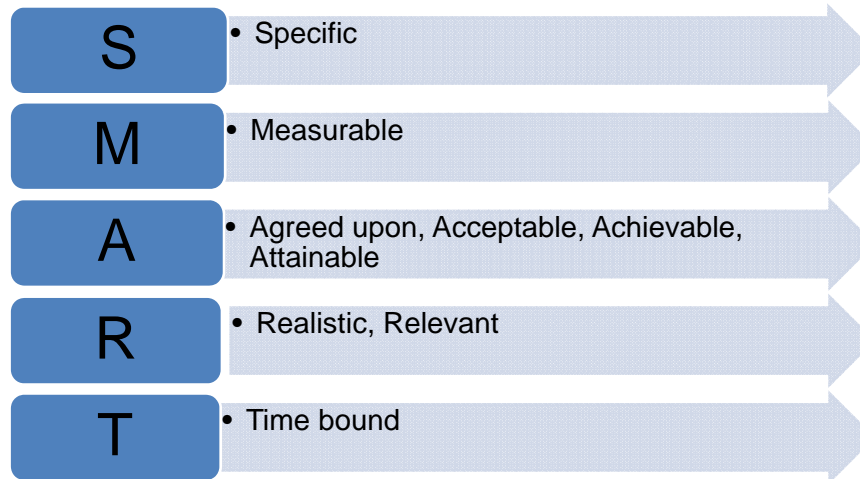 S
• Specific
M
• Measurable
A
• Agreed upon, Acceptable, Achievable,
Attainable
R
• Realistic, Relevant
T
• Time bound